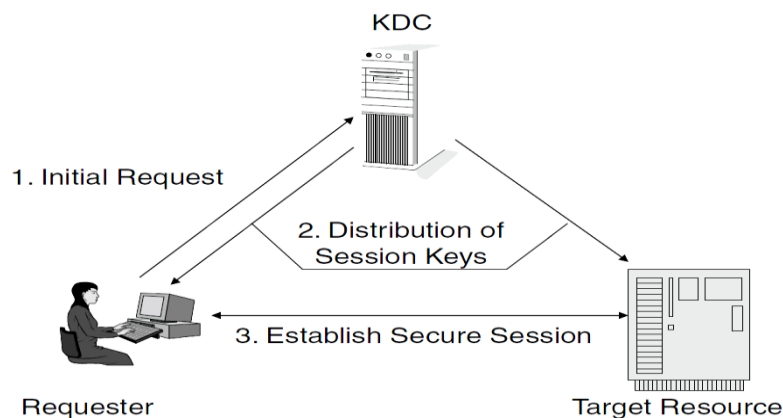 KDC
1. Initial Request
2. Distribution of
Session Keys
3. Establish Secure Session
Requester
Target Resource